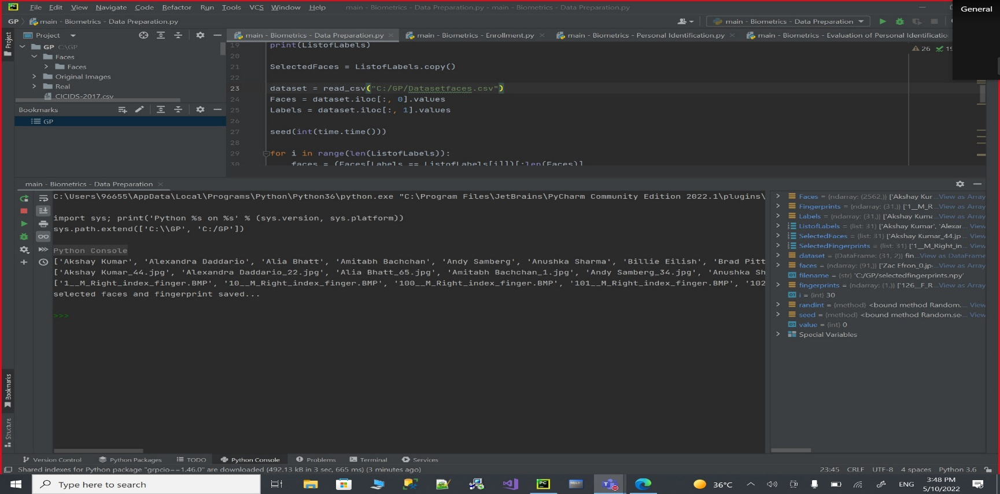 File Edit View Navigate Code Refactor Run Tools VCS Window Help main - Biometrics - Data Preparation.py - main - Biometrics - Data Preparation.py
General
GP main - Biometrics - Data Preparation.py
main - Biometrics - Data Preparation
Project
Project
main - Biometrics - Data Preparation.py
main - Biometrics - Enrollment.py
main - Biometrics - Personal Identification.py
main - Biometrics - Evaluation of Personal Identificatio
GP C:\GP
Faces
Faces
Original Images
Real
CICIDS-2017.csv
Bookmarks
GP
26
19 print(ListofLabels)
20
21 SelectedFaces = ListofLabels.copy()
22
23 dataset = read_csv("C:/GP/Datasetfaces.csv")
24 Faces = dataset.iloc[:, 0].values
25 Labels = dataset.iloc[:, 1].values
26
27 seed(int(time.time()))
28
29 for i in range(len(ListofLabels)):
30 faces = (Faces[Labels == ListofLabels[i]])[:len(Faces)]
main - Biometrics - Data Preparation
C:\Users\96655\AppData\Local\Programs\Python\Python36\python.exe "C:\Program Files\JetBrains\PyCharm Community Edition 2022.1\plugins\
import sys; print('Python %s on %s' % (sys.version, sys.platform))
sys.path.extend(['C:\\GP', 'C:/GP'])
Python Console
['Akshay Kumar', 'Alexandra Daddario', 'Alia Bhatt', 'Amitabh Bachchan', 'Andy Samberg', 'Anushka Sharma', 'Billie Eilish', 'Brad Pitt
['Akshay Kumar_44.jpg', 'Alexandra Daddario_22.jpg', 'Alia Bhatt_65.jpg', 'Amitabh Bachchan_1.jpg', 'Andy Samberg_34.jpg', 'Anushka Sh
['1__M_Right_index_finger.BMP', '10__M_Right_index_finger.BMP', '100__M_Right_index_finger.BMP', '101__M_Right_index_finger.BMP', '102
selected faces and fingerprint saved...
>>>
Faces = {ndarray: (2562,)} ['Akshay Kur...View as Array
Fingerprints = {ndarray: (31,)} ['1__M_R...View as Array
Labels = {ndarray: (31,)} ['Akshay Kuma...View as Array
ListofLabels = {list: 31} ['Akshay Kumar', 'Alexar... View
SelectedFaces = {list: 31} ['Akshay Kumar_44.jp... View
SelectedFingerprints = {list: 31} ['1__M_Right_in... View
dataset = {DataFrame: (31, 2)} fin...View as DataFrame
faces = {ndarray: (91,)} ['Zac Efron_0.jp...View as Array
filename = {str} 'C:/GP/selectedfingerprints.npy'
fingerprints = {ndarray: (1,)} ['126__F_R...View as Array
i = {int} 30
randint = {method} <bound method Random.... View
seed = {method} <bound method Random.se... View
value = {int} 0
Special Variables
Bookmarks
Structure
Version Control Python Packages TODO Python Console Problems Terminal Services
Shared indexes for Python package "grpcio==1.46.0" are downloaded (492.13 kB in 3 sec, 665 ms) (3 minutes ago)
23:45 CRLF UTF-8 4 spaces Python 3.6
Type here to search
36°C
ENG
3:48 PM
5/10/2022